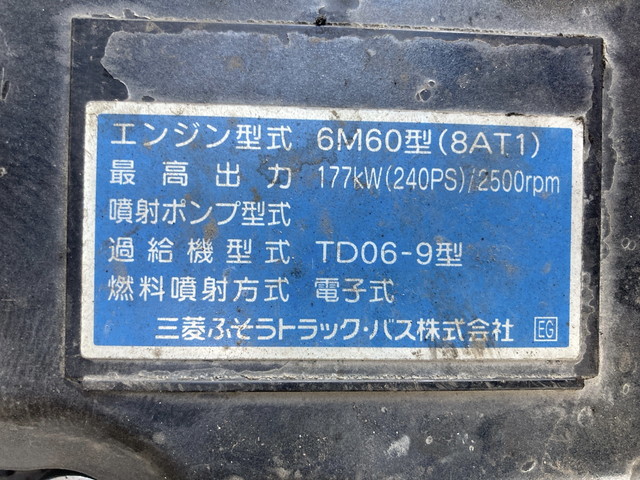 エンジン型式 6M60型(8AT1)
最高出力 177kW(240PS)/2500rpm
噴射ポンプ型式
過給機型式 TD06-9型
燃料噴射方式 電子式
三菱ふそうトラック・バス株式会社 EG